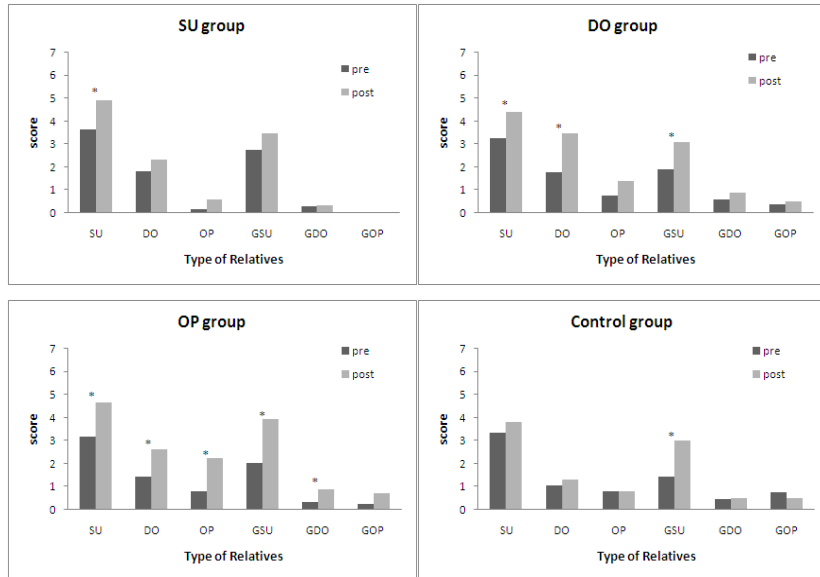 SU group
7
6
5
4
3
2
1
0
score
*
pre
post
SU DO OP GSU GDO GOP
Type of Relatives
DO group
7
6
5
4
3
2
1
0
score
* * *
pre
post
SU DO OP GSU GDO GOP
Type of Relatives
OP group
7
6
5
4
3
2
1
0
score
* * * * *
pre
post
SU DO OP GSU GDO GOP
Type of Relatives
Control group
7
6
5
4
3
2
1
0
score
*
pre
post
SU DO OP GSU GDO GOP
Type of Relatives